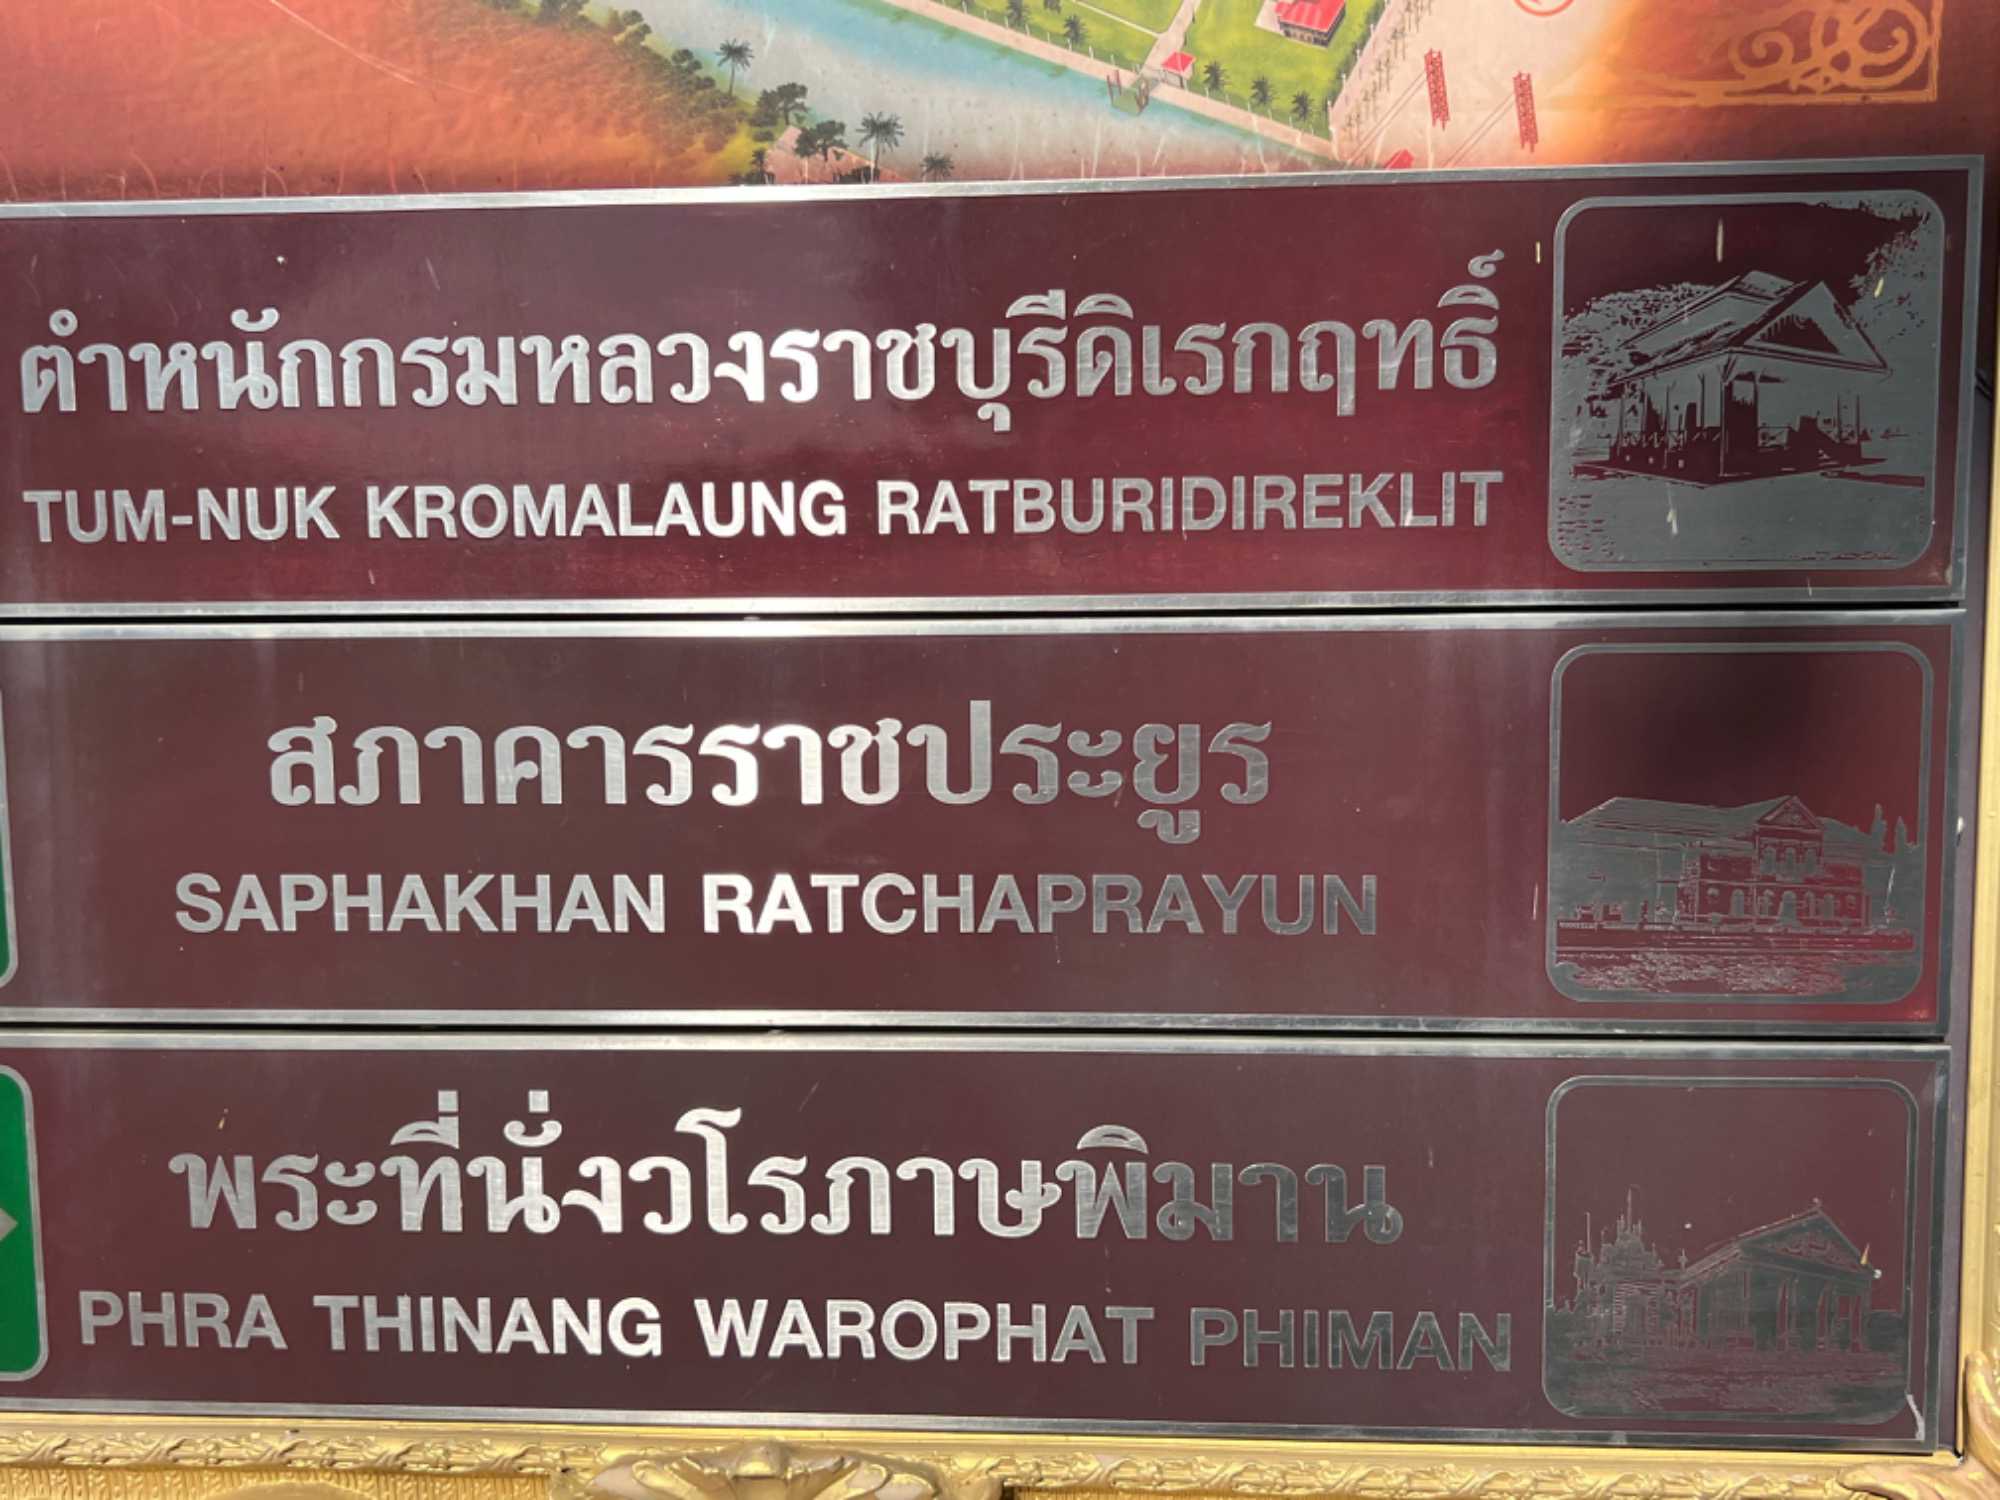 ตำหนักกรมหลวงราชบุรีดิเรกฤทธิ์
TUM-NUK KROMALAUNG RATBURIDIREKLIT
สภาคารราชประยูร
SAPHAKHAN RATCHAPRAYUN
พระที่นั่งวโรภาษพิมาน
PHRA THINANG WAROPHAT PHIMAN